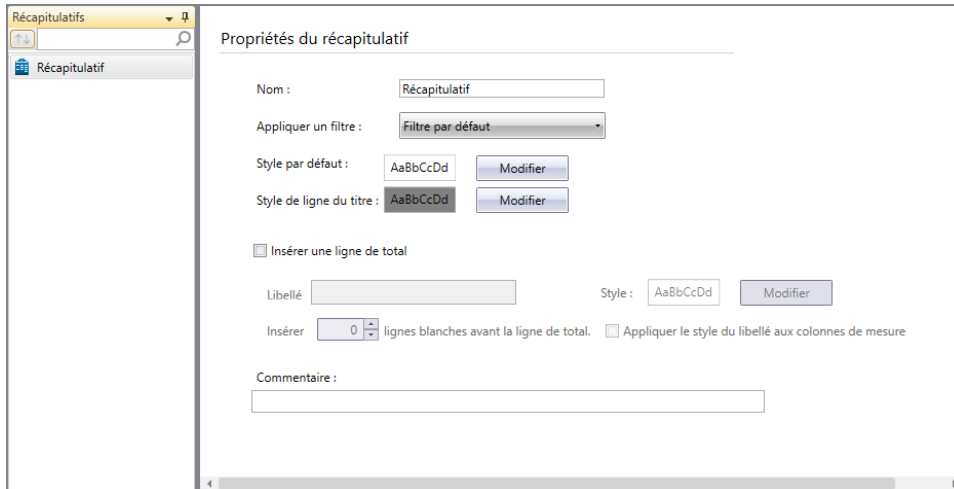 Récapitulatifs
Récapitulatif
Propriétés du récapitulatif
Nom : Récapitulatif
Appliquer un filtre : Filtre par défaut
Style par défaut : AaBbCcDd Modifier
Style de ligne du titre : AaBbCcDd Modifier
Insérer une ligne de total
Libellé Style : AaBbCcDd Modifier
Insérer 0 lignes blanches avant la ligne de total. Appliquer le style du libellé aux colonnes de mesure
Commentaire :